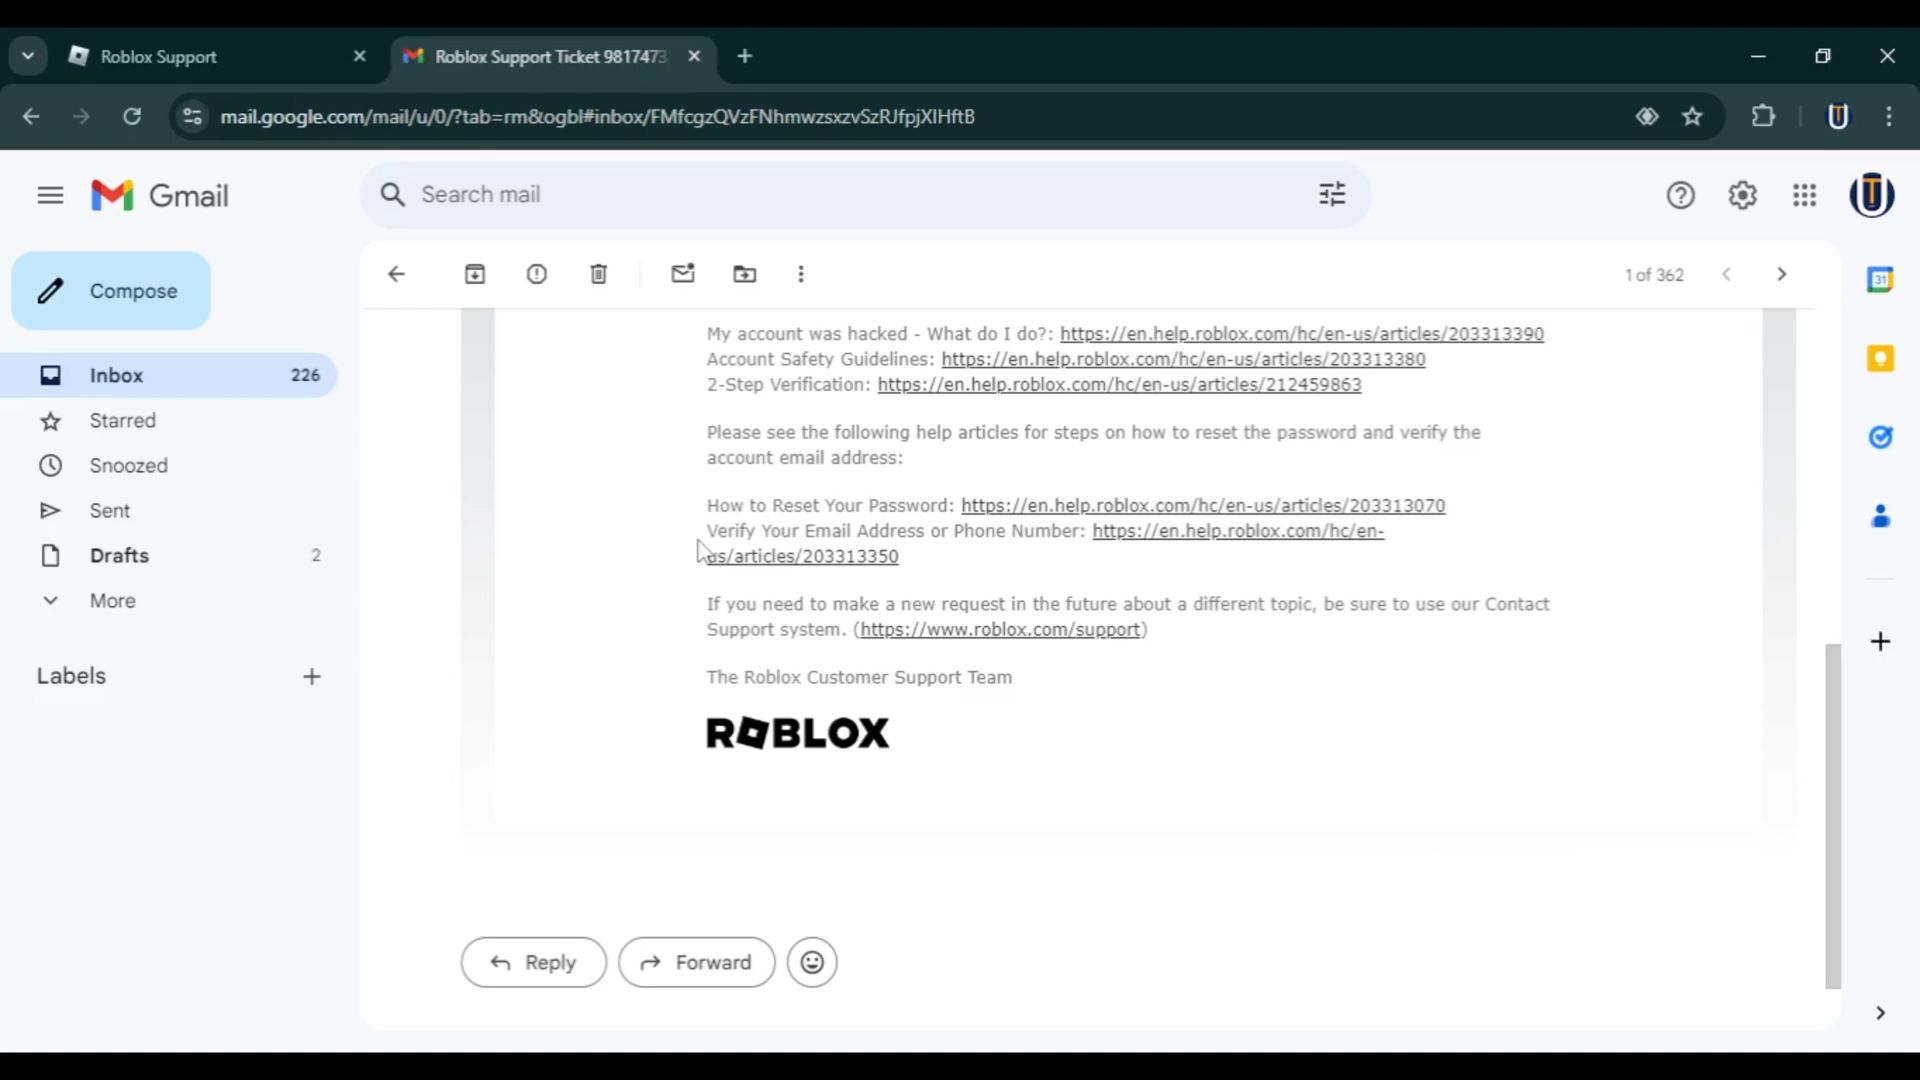 Roblox Support
Roblox Support Ticket 9817473
mail.google.com/mail/u/0/?tab=rm&ogbl#inbox/FMfcgzQVzFNhmwzsxzvSzRJfpjXlHftB
Gmail
Search mail
Compose
1 of 362
Inbox 226
Starred
Snoozed
Sent
Drafts 2
More
Labels
My account was hacked - What do I do?: https://en.help.roblox.com/hc/en-us/articles/203313390
Account Safety Guidelines: https://en.help.roblox.com/hc/en-us/articles/203313380
2-Step Verification: https://en.help.roblox.com/hc/en-us/articles/212459863
Please see the following help articles for steps on how to reset the password and verify the
account email address:
How to Reset Your Password: https://en.help.roblox.com/hc/en-us/articles/203313070
Verify Your Email Address or Phone Number: https://en.help.roblox.com/hc/en-
us/articles/203313350
If you need to make a new request in the future about a different topic, be sure to use our Contact
Support system. (https://www.roblox.com/support)
The Roblox Customer Support Team
ROBLOX
Reply
Forward
31